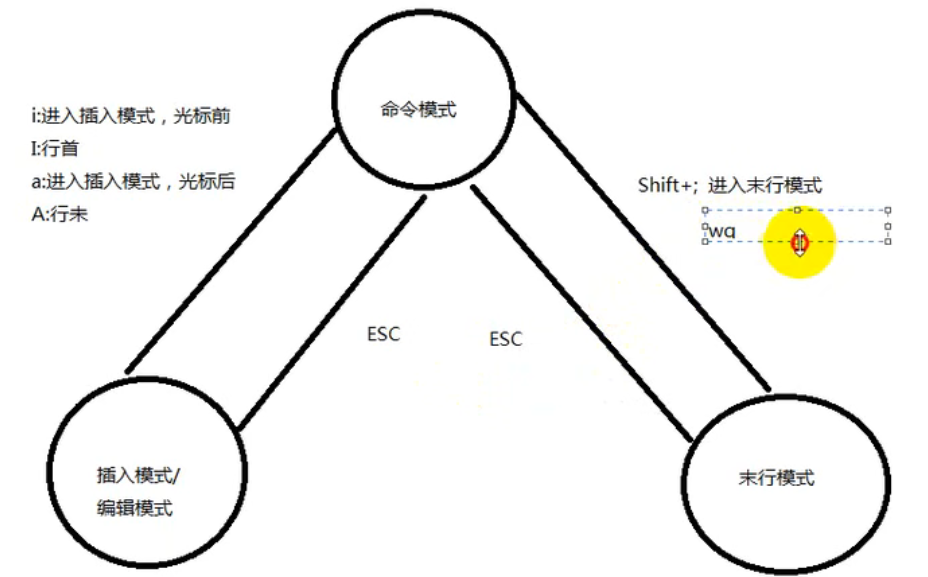 命令模式
i:进入插入模式，光标前
I:行首
a:进入插入模式，光标后
A:行未
Shift+; 进入末行模式
wq
ESC
ESC
插入模式/
编辑模式
末行模式